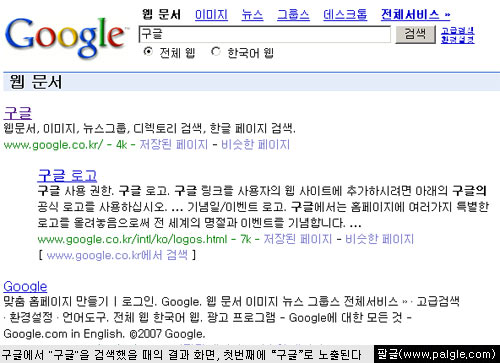 Google™
웹 문서 이미지 뉴스 그룹스 데스크톱 전체서비스 »
구글 검색 고급검색
환경설정
전체 웹 한국어 웹
웹 문서
구글
웹문서, 이미지, 뉴스그룹, 디렉토리 검색, 한글 페이지 검색.
www.google.co.kr/ - 4k - 저장된 페이지 - 비슷한 페이지
구글 로고
구글 사용 권한. 구글 로고. 구글 링크를 사용자의 웹 사이트에 추가하시려면 아래의 구글의
공식 로고를 사용하십시오. ... 기념일/이벤트 로고. 구글에서는 홈페이지에 여러가지 특별한
로고를 올려놓음으로써 전 세계의 명절과 이벤트를 기념합니다. ...
www.google.co.kr/intl/ko/logos.html - 7k - 저장된 페이지 - 비슷한 페이지
[ www.google.co.kr에서 검색 ]
Google
맞춤 홈페이지 만들기 | 로그인. Google. 웹 문서 이미지 뉴스 그룹스 전체서비스 » · 고급검색
· 환경설정 · 언어도구. 전체 웹 한국어 웹. 광고 프로그램 - Google에 대한 모든 것 -
Google.com in English. ©2007 Google.
구글에서 "구글"을 검색했을 때의 결과 화면, 첫번째에 "구글"로 노출된다 팔글(www.palgle.com)